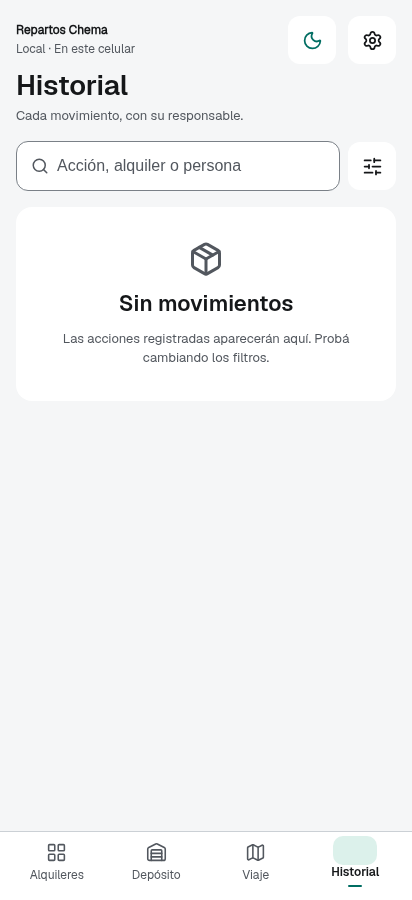 Repartos Chema
Local · En este celular
Historial
Cada movimiento, con su responsable.
Acción, alquiler o persona
Sin movimientos
Las acciones registradas aparecerán aquí. Probá
cambiando los filtros.
Alquileres
Depósito
Viaje
Historial